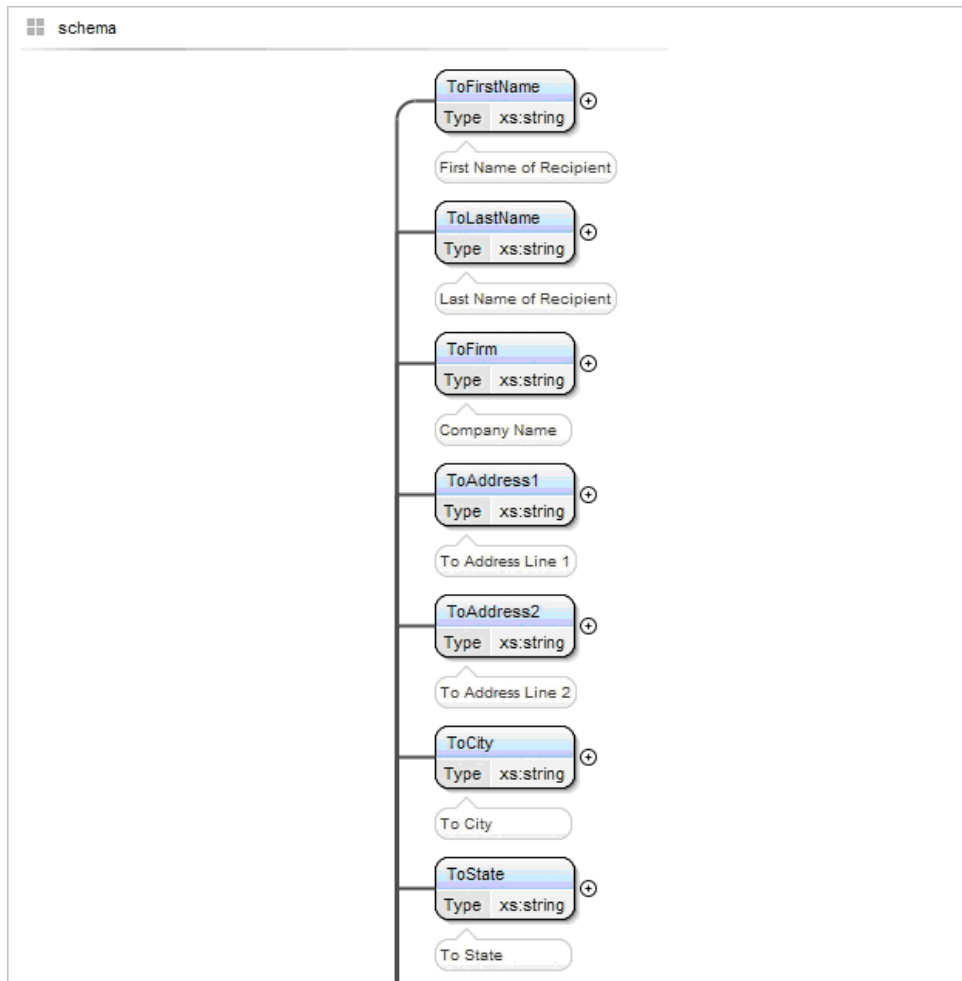 schema
ToFirstName
Type xs:string
First Name of Recipient
ToLastName
Type xs:string
Last Name of Recipient
ToFirm
Type xs:string
Company Name
ToAddress1
Type xs:string
To Address Line 1
ToAddress2
Type xs:string
To Address Line 2
ToCity
Type xs:string
To City
ToState
Type xs:string
To State